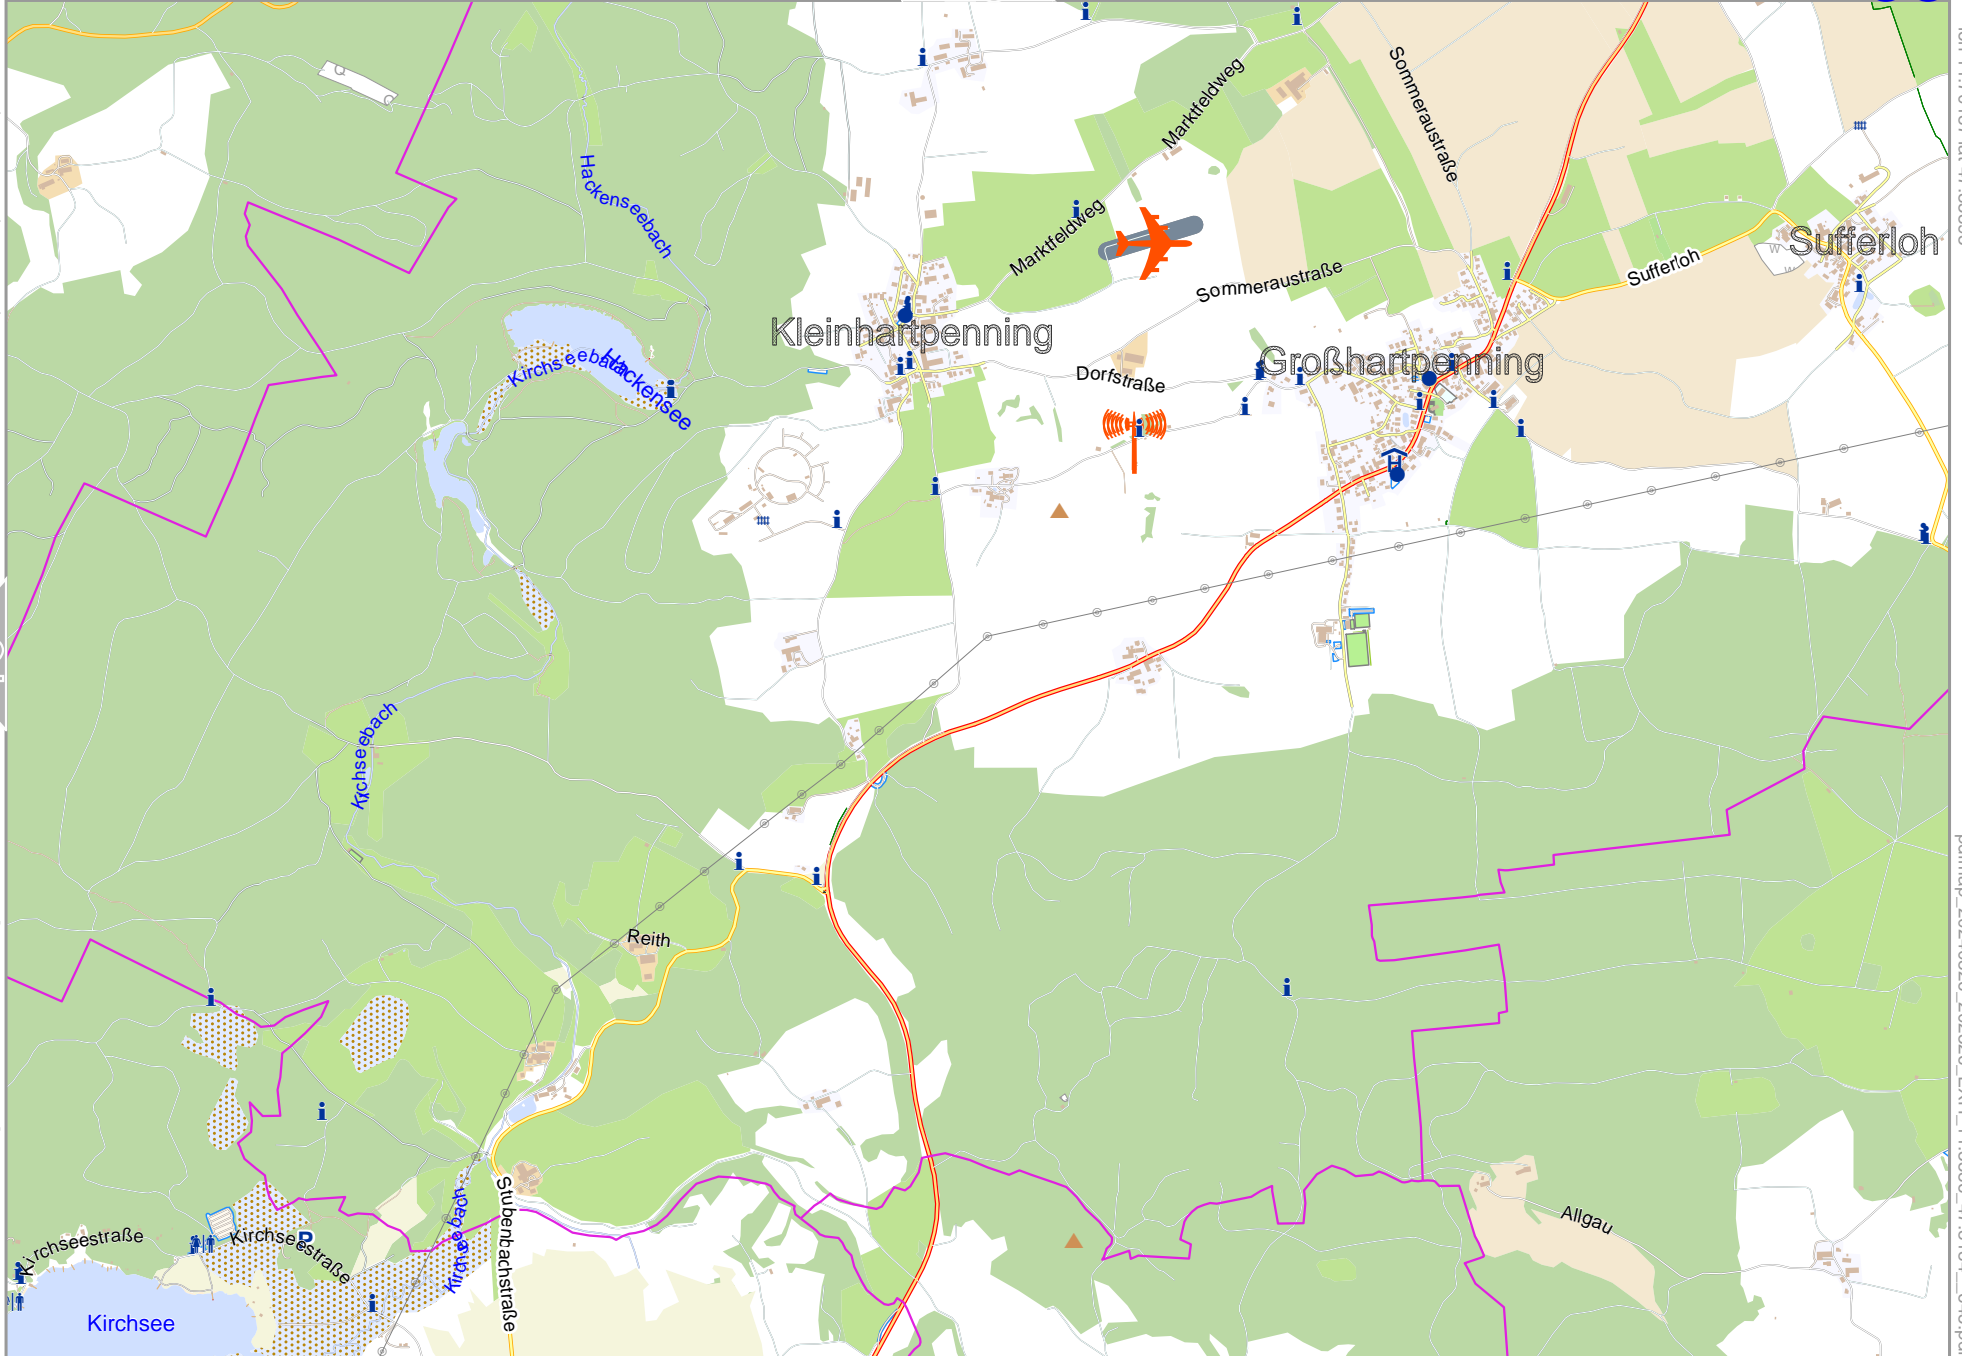 Marktfeldweg
Sommeraustraße
Hackenseebach
Marktfeldweg
Sufferloh
Sufferloh
Sommeraustraße
Kleinhartpenning
Großhartpenning
Kirchseebach
Hackensee
Dorfstraße
H
Kirchseebach
Reith
Stubenbachstraße
Kirchseebach
Allgau
Kirchseestraße
Kirchseestraße
P
Kirchsee